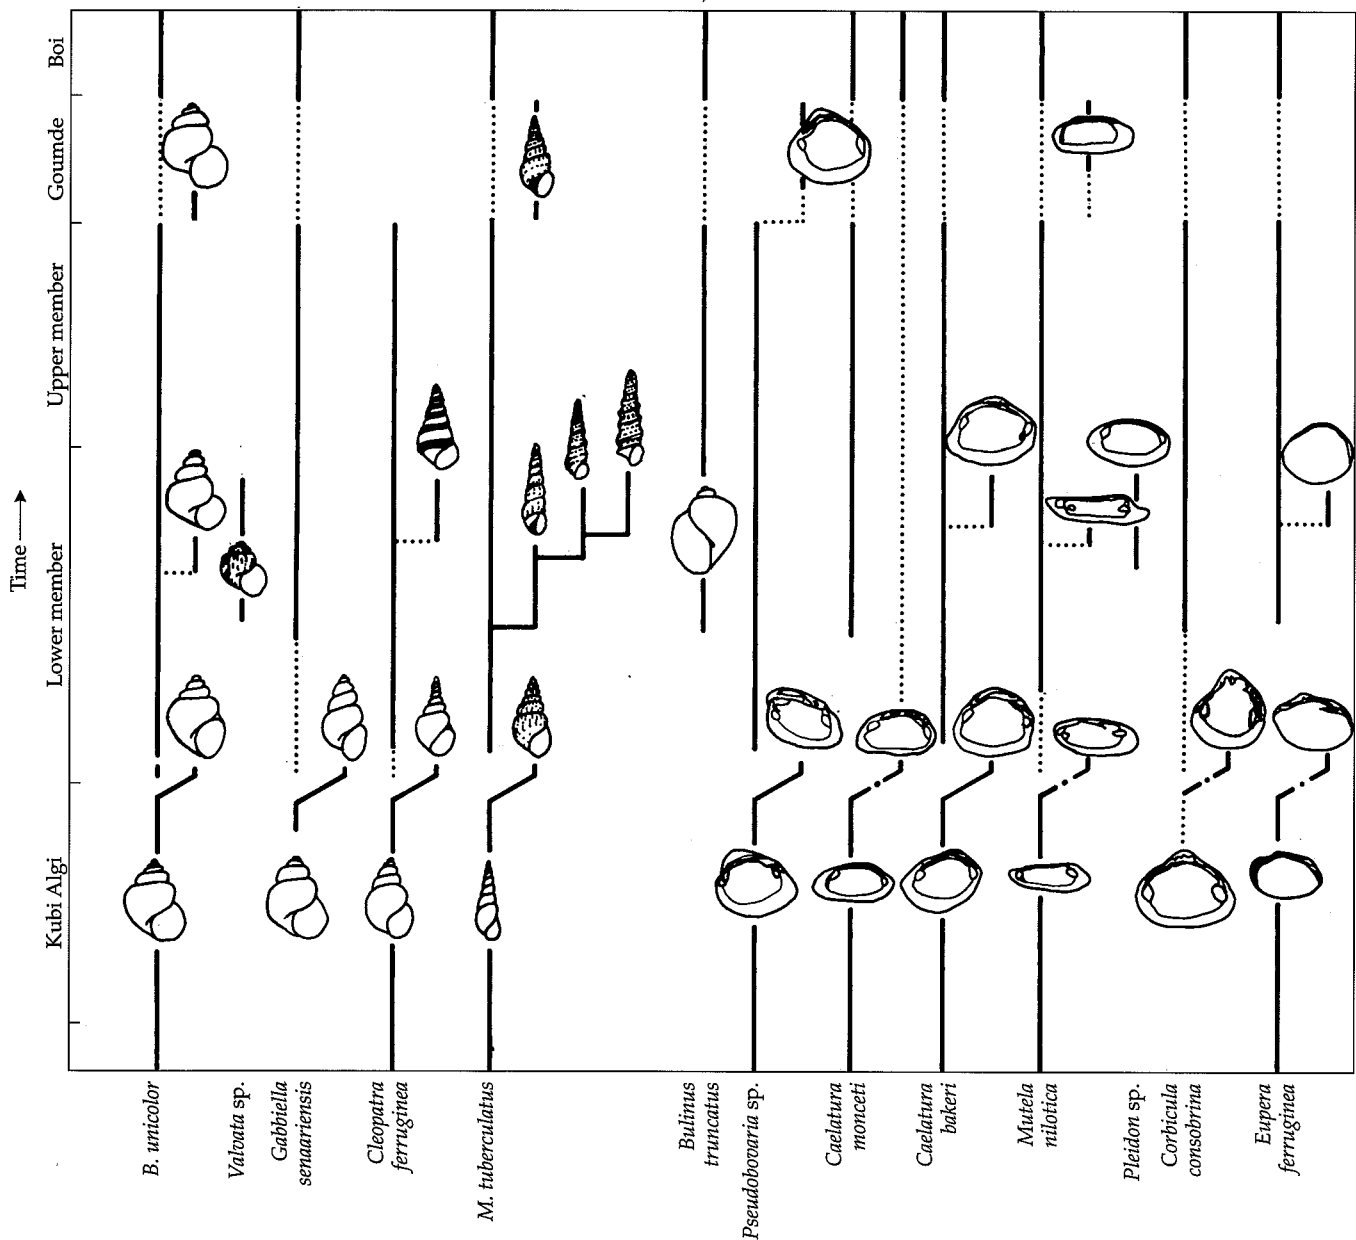 Time
Kubi Algi
Lower member
Upper member
Goumde
Boi
B. unicolor
Valvata sp.
Gabbiella
senaariensis
Cleopatra
ferruginea
M. tuberculatus
Bulinus
truncatus
Pseudobovaria sp.
Caelatura
monceti
Caelatura
bakeri
Mutela
nilotica
Pleidon sp.
Corbicula
consobrina
Eupera
ferruginea